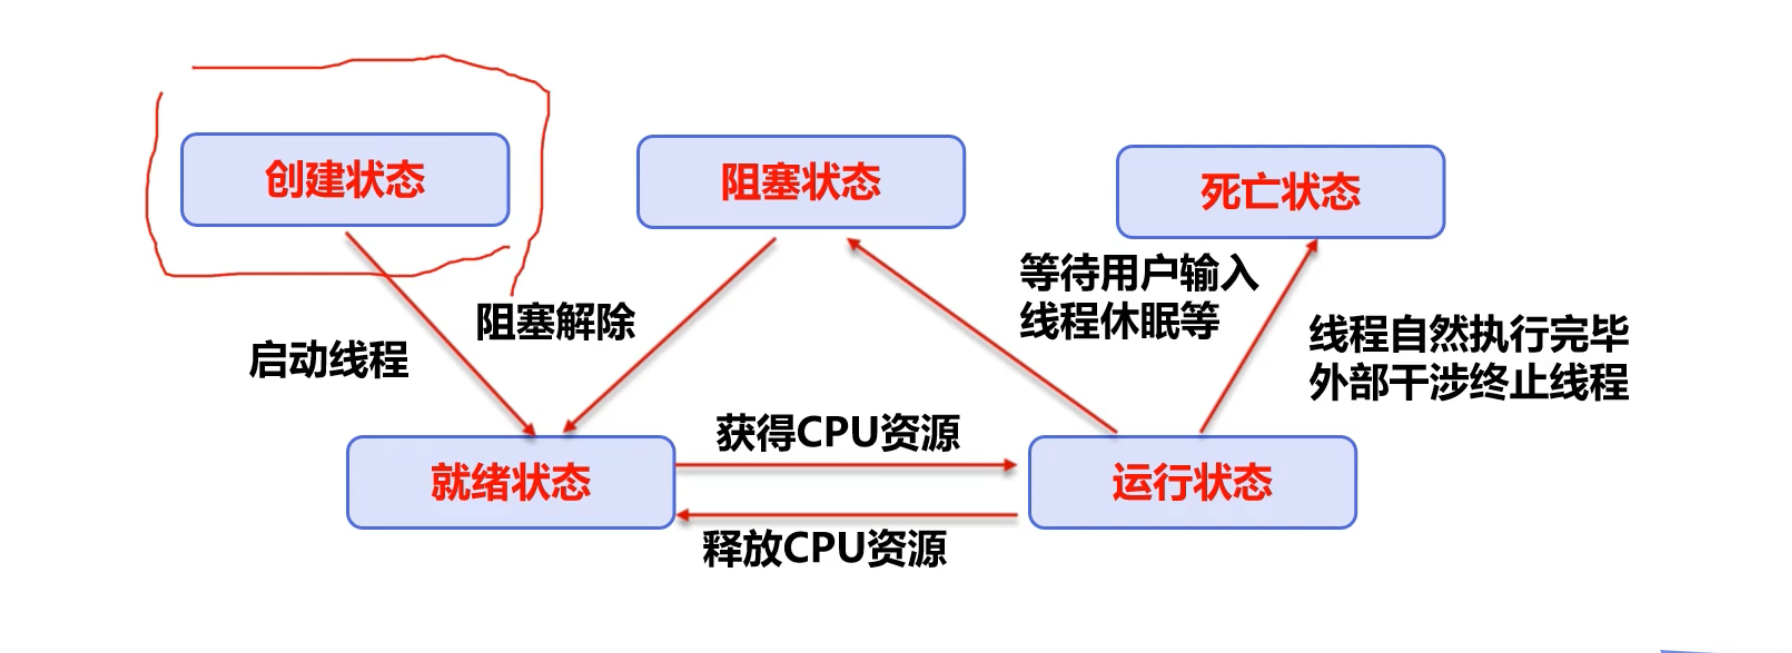 创建状态
阻塞状态
死亡状态
等待用户输入
线程休眠等
阻塞解除
启动线程
线程自然执行完毕
外部干涉终止线程
获得CPU资源
就绪状态
运行状态
释放CPU资源